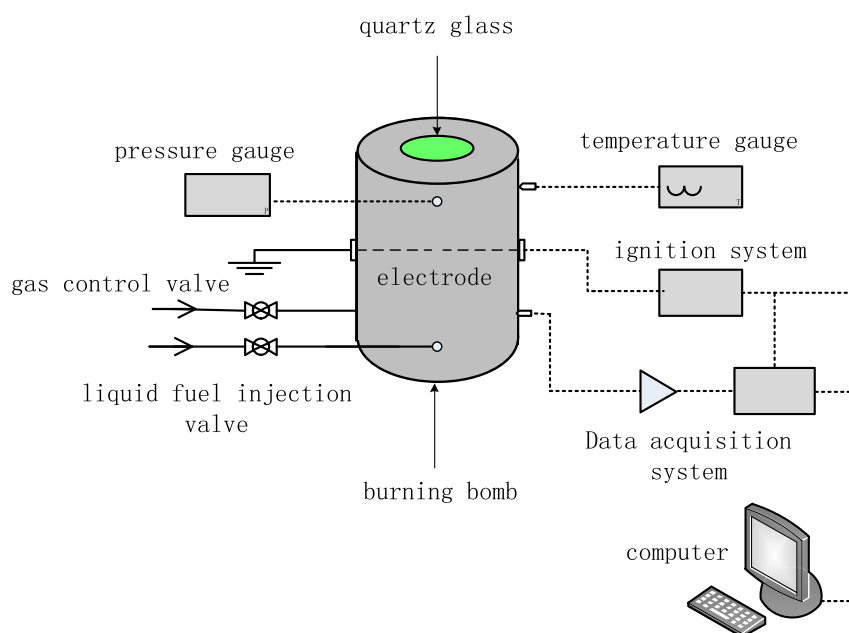 quartz glass
pressure gauge
P
temperature gauge
T
ignition system
electrode
gas control valve
liquid fuel injection
valve
Data acquisition
system
burning bomb
computer